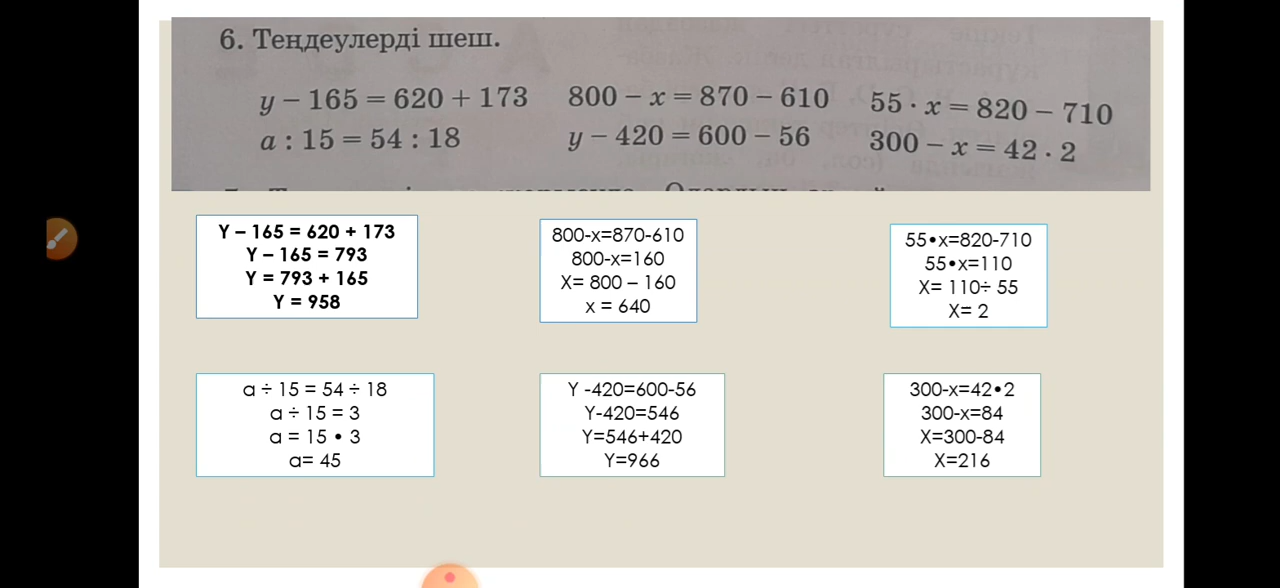 6. Теңдеулерді шеш.
y − 165 = 620 + 173
800 − x = 870 − 610
55 · x = 820 − 710
a : 15 = 54 : 18
y − 420 = 600 − 56
300 − x = 42 · 2
Y – 165 = 620 + 173
Y – 165 = 793
Y = 793 + 165
Y = 958
800-x=870-610
800-x=160
X= 800 – 160
x = 640
55•x=820-710
55•x=110
X= 110÷ 55
X= 2
a ÷ 15 = 54 ÷ 18
a ÷ 15 = 3
a = 15 • 3
a= 45
Y -420=600-56
Y-420=546
Y=546+420
Y=966
300-x=42•2
300-x=84
X=300-84
X=216